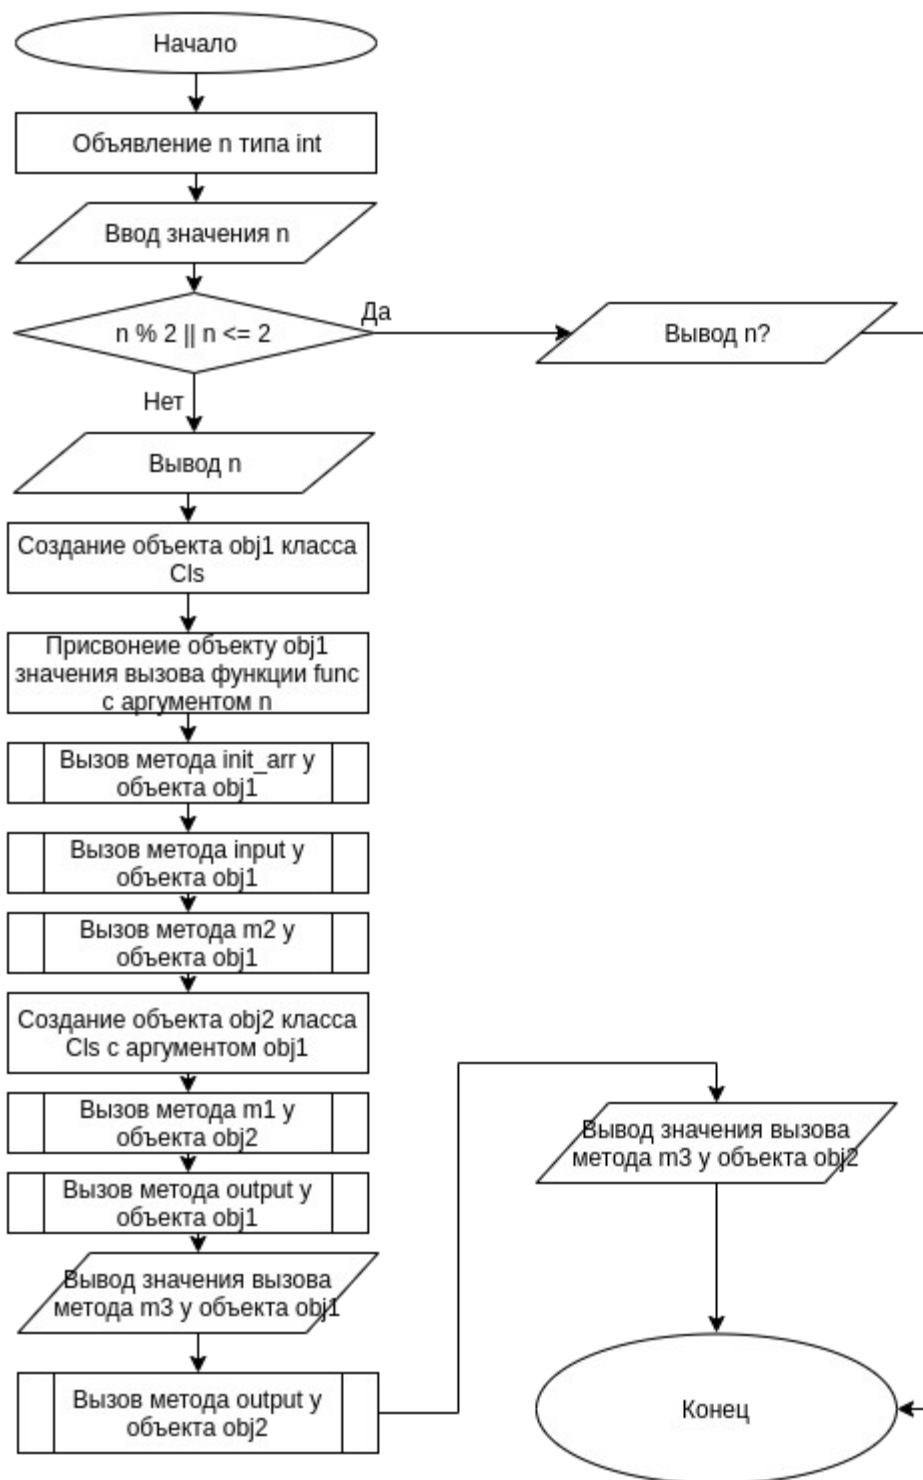 Начало
Объявление n типа int
Ввод значения n
n % 2 || n <= 2
Да
Вывод n?
Нет
Вывод n
Создание объекта obj1 класса
Cls
Присвонеие объекту obj1
значения вызова функции func
с аргументом n
Вызов метода init_arr у
объекта obj1
Вызов метода input у
объекта obj1
Вызов метода m2 у
объекта obj1
Создание объекта obj2 класса
Cls с аргументом obj1
Вызов метода m1 у
объекта obj2
Вызов метода output у
объекта obj1
Вывод значения вызова
метода m3 у объекта obj1
Вызов метода output у
объекта obj2
Вывод значения вызова
метода m3 у объекта obj2
Конец